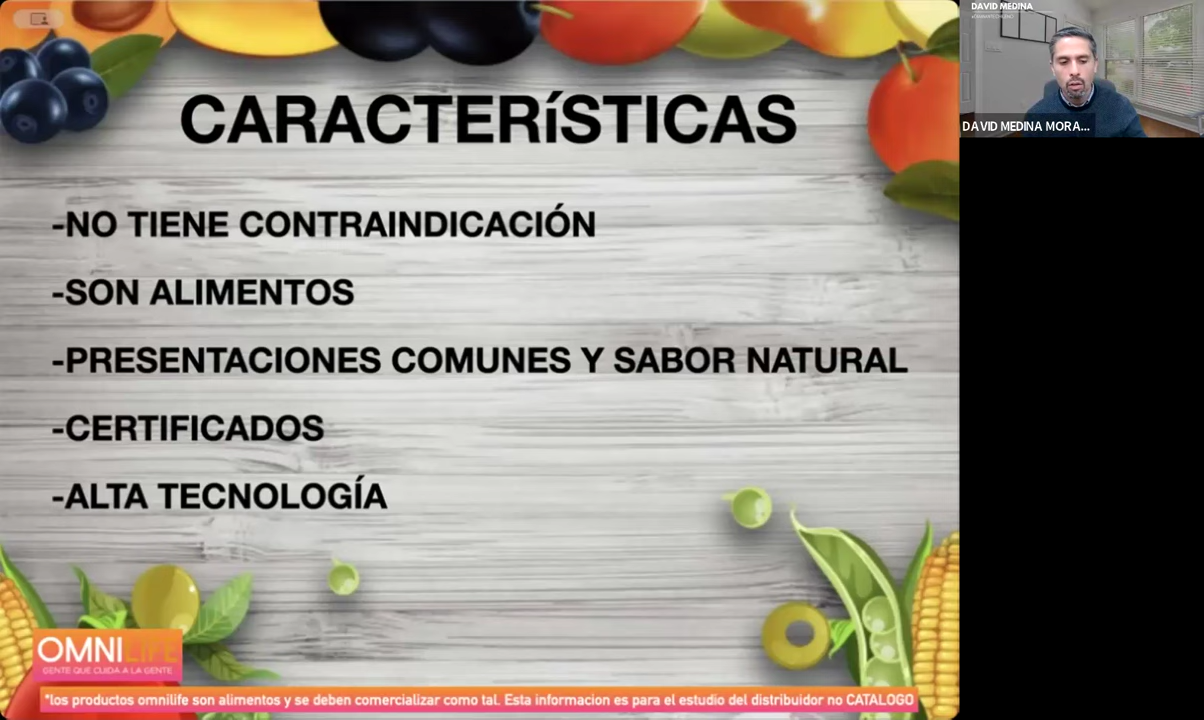 CARACTERíSTICAS
-NO TIENE CONTRAINDICACIÓN
-SON ALIMENTOS
-PRESENTACIONES COMUNES Y SABOR NATURAL
-CERTIFICADOS
-ALTA TECNOLOGÍA
OMNILIFE
GENTE QUE CUIDA A LA GENTE
*los productos omnilife son alimentos y se deben comercializar como tal. Esta informacion es para el estudio del distribuidor no CATALOGO
DAVID MEDINA
DAVID MEDINA MORA...